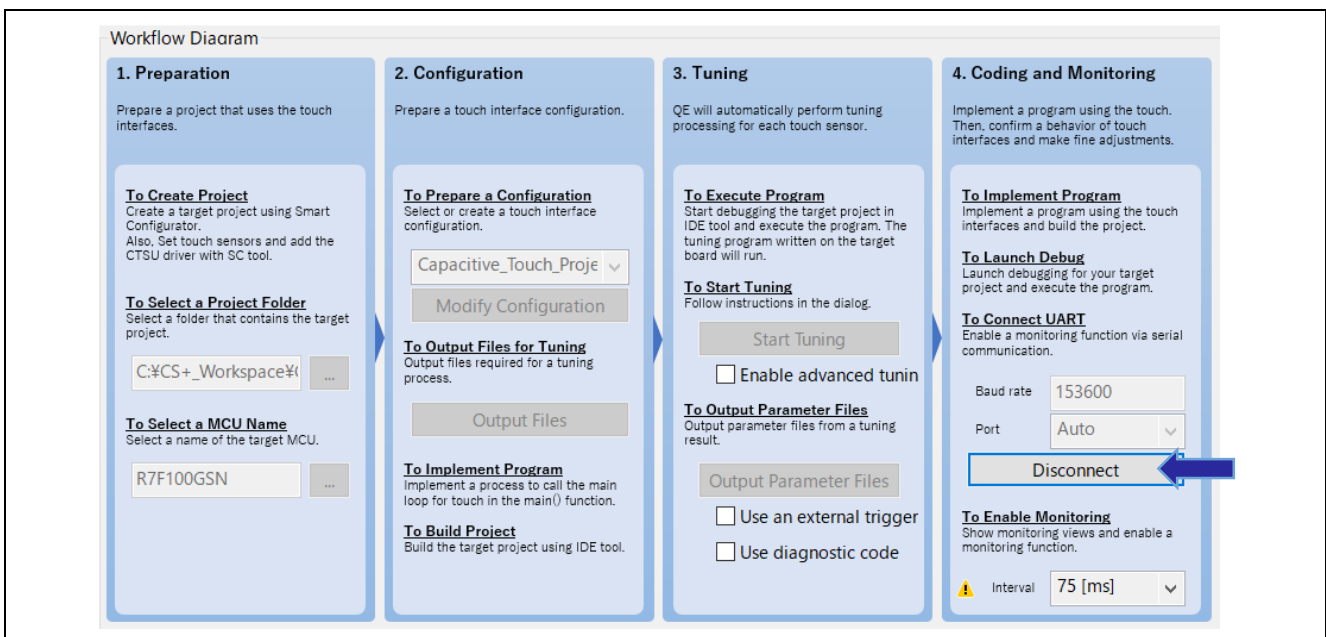 Workflow Diagram
1. Preparation
Prepare a project that uses the touch
interfaces.
To Create Project
Create a target project using Smart
Configurator.
Also, Set touch sensors and add the
CTSU driver with SC tool.
To Select a Project Folder
Select a folder that contains the target
project.
C:¥CS+_Workspace¥(
...
To Select a MCU Name
Select a name of the target MCU.
R7F100GSN
...
2. Configuration
Prepare a touch interface configuration.
To Prepare a Configuration
Select or create a touch interface
configuration.
Capacitive_Touch_Proje
Modify Configuration
To Output Files for Tuning
Output files required for a tuning
process.
Output Files
To Implement Program
Implement a process to call the main
loop for touch in the main() function.
To Build Project
Build the target project using IDE tool.
3. Tuning
QE will automatically perform tuning
processing for each touch sensor.
To Execute Program
Start debugging the target project in
IDE tool and execute the program. The
tuning program written on the target
board will run.
To Start Tuning
Follow instructions in the dialog.
Start Tuning
Enable advanced tunin
To Output Parameter Files
Output parameter files from a tuning
result.
Output Parameter Files
Use an external trigger
Use diagnostic code
4. Coding and Monitoring
Implement a program using the touch.
Then, confirm a behavior of touch
interfaces and make fine adjustments.
To Implement Program
Implement a program using the touch
interfaces and build the project.
To Launch Debug
Launch debugging for your target
project and execute the program.
To Connect UART
Enable a monitoring function via serial
communication.
Baud rate 153600
Port Auto
Disconnect
To Enable Monitoring
Show monitoring views and enable a
monitoring function.
Interval 75 [ms]